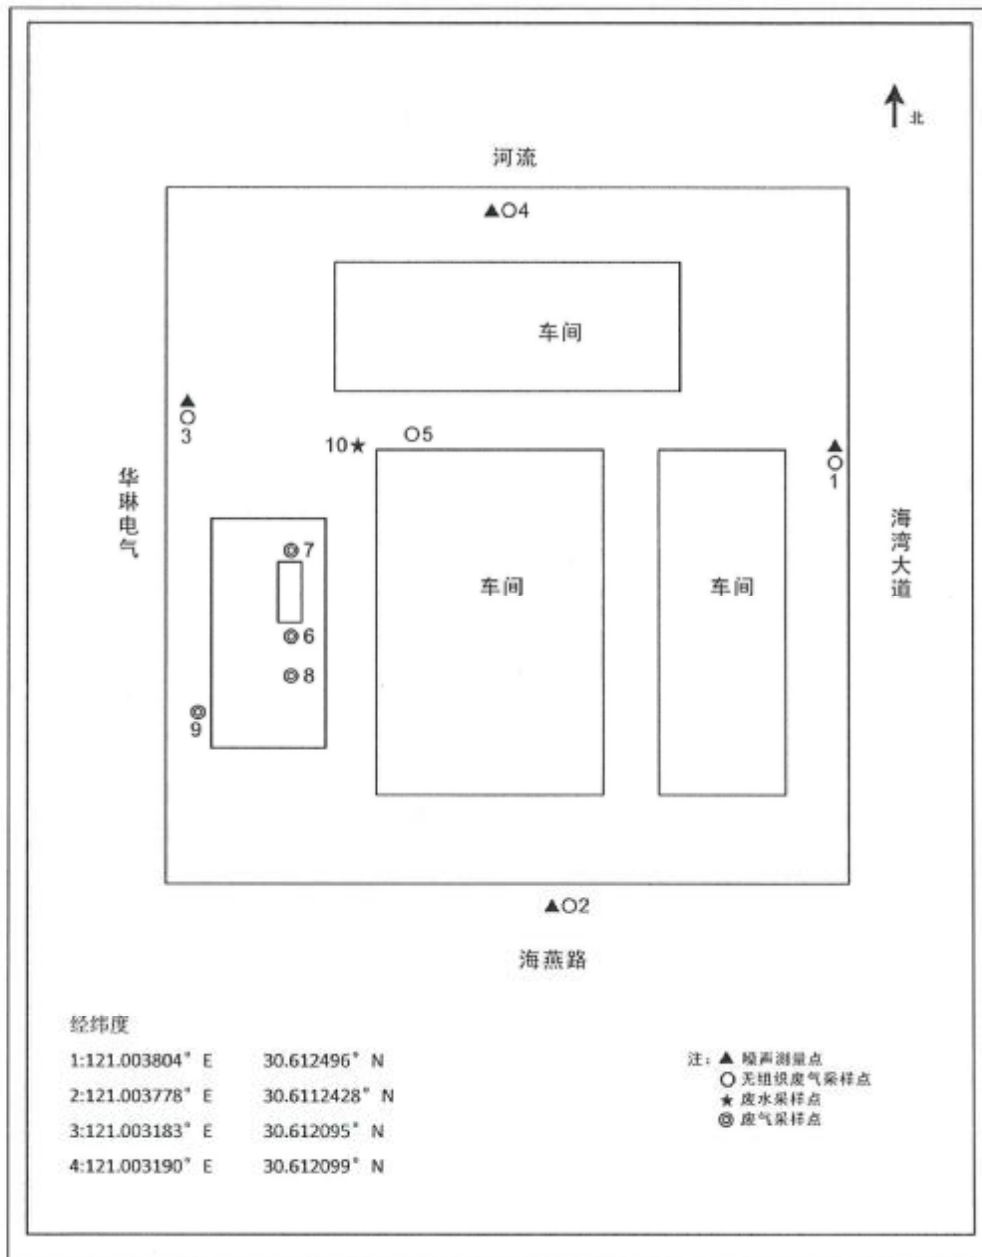 北
河流
▲○4
车间
▲
○
3
10★
○5
▲
○
1
华琳电气
海湾大道
◎7
车间
车间
◎6
◎8
◎
9
▲○2
海燕路
经纬度
1:121.003804° E 30.612496° N
2:121.003778° E 30.6112428° N
3:121.003183° E 30.612095° N
4:121.003190° E 30.612099° N
注: ▲ 噪声测量点
○ 无组织废气采样点
★ 废水采样点
◎ 废气采样点